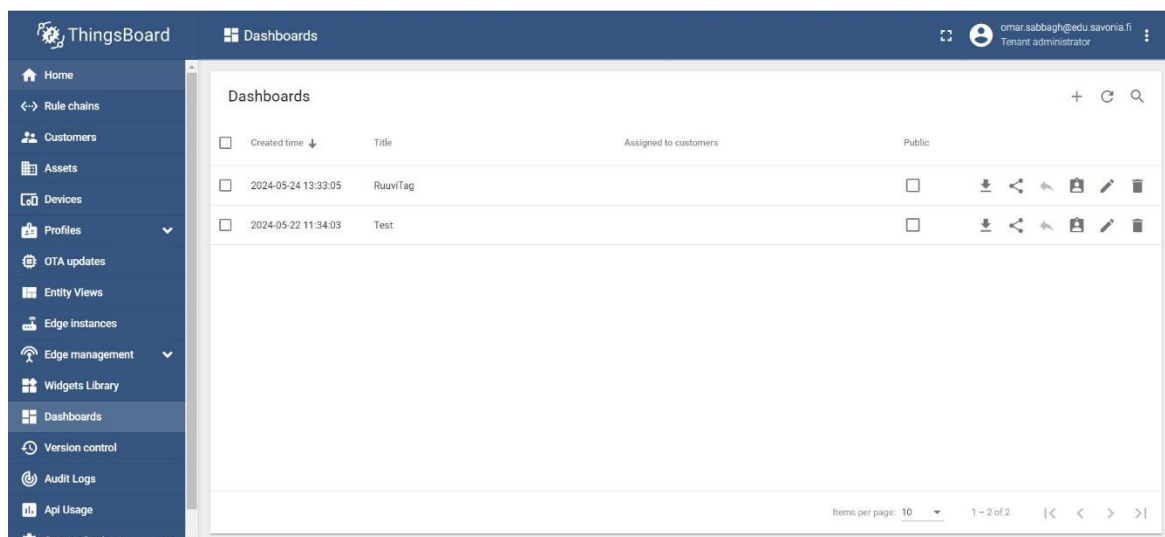 ThingsBoard
Dashboards
omar.sabbagh@edu.savonia.fi
Tenant administrator
Home
Rule chains
Customers
Assets
Devices
Profiles
OTA updates
Entity Views
Edge instances
Edge management
Widgets Library
Dashboards
Version control
Audit Logs
Api Usage
Dashboards
Created time Title Assigned to customers Public
2024-05-24 13:33:05 RuuviTag
2024-05-22 11:34:03 Test
Items per page: 10 1 – 2 of 2